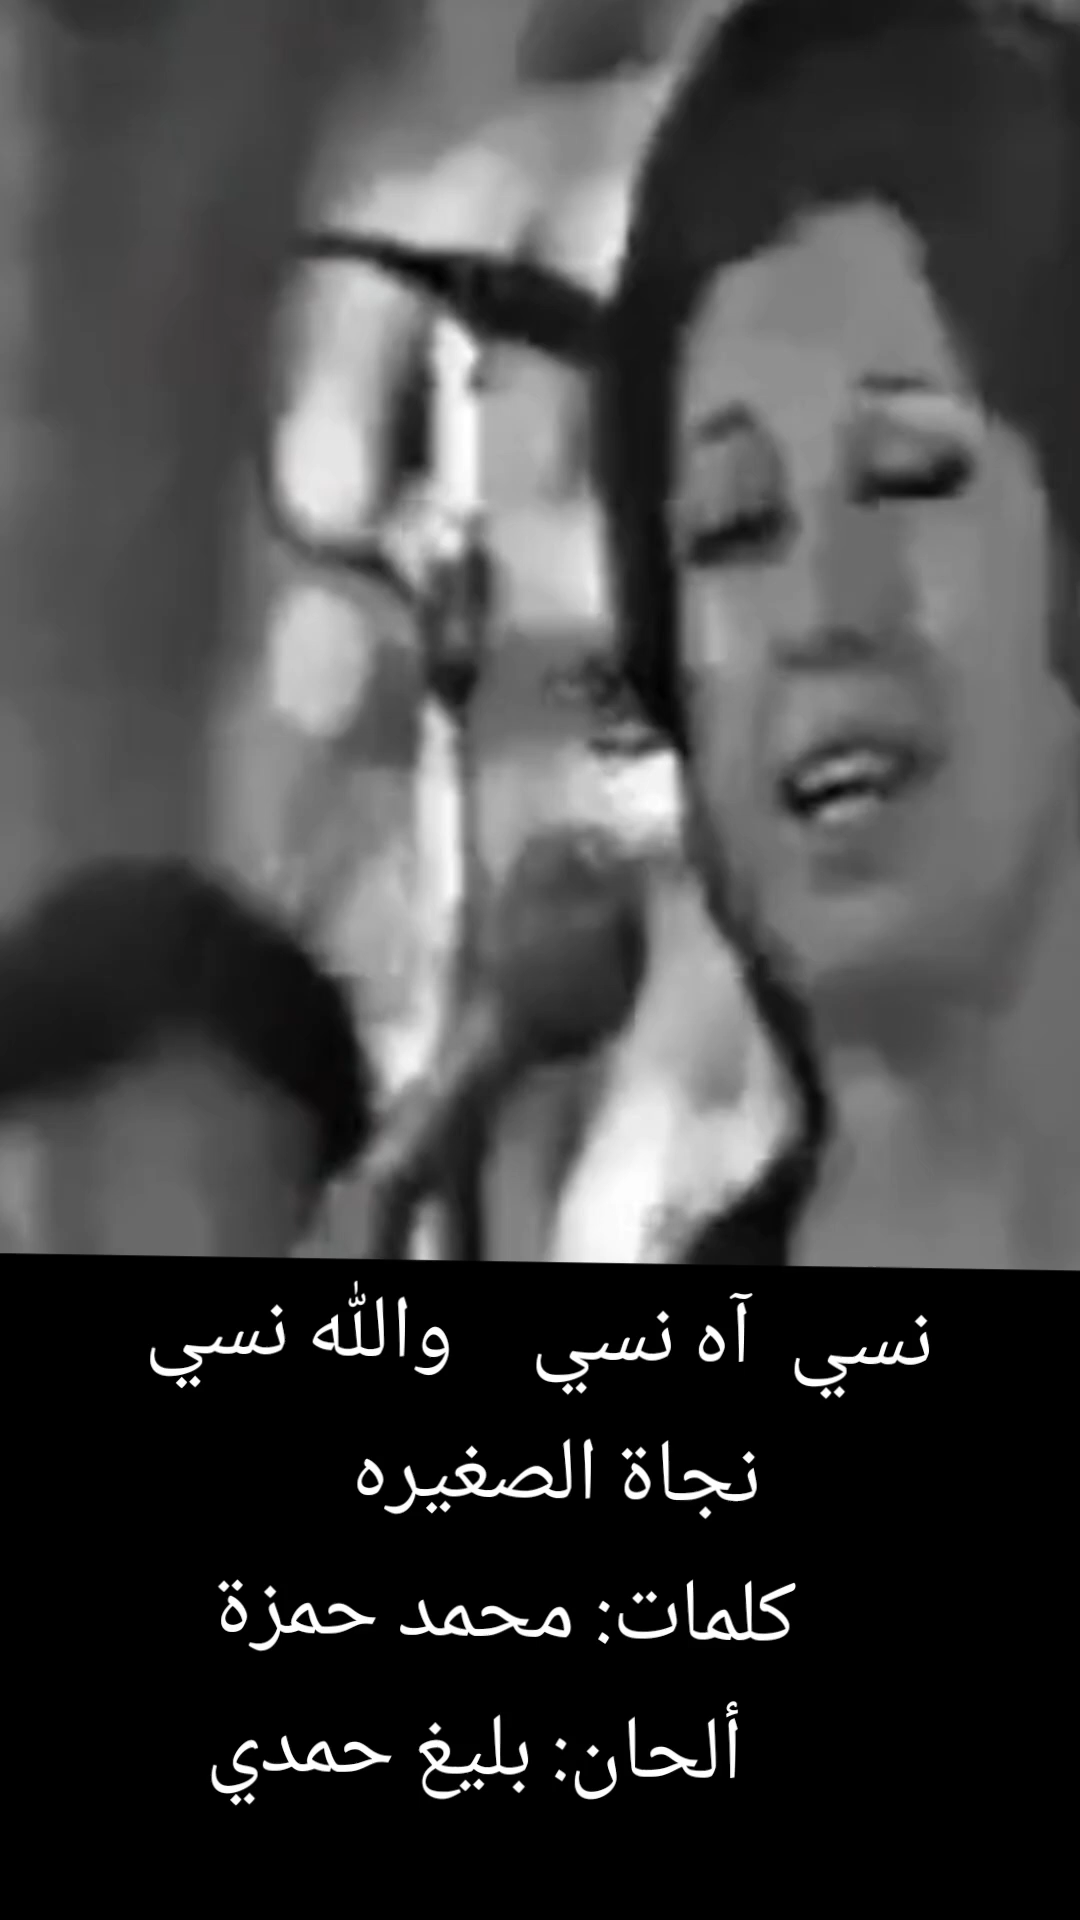 نسي آه نسي والله نسي
نجاة الصغيره
كلمات: محمد حمزة
ألحان: بليغ حمدي